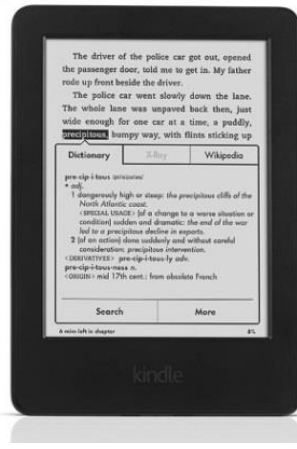 The driver of the police car got out, opened
the passenger door, told me to get in. My father
rode up front beside the driver.
The police car went slowly down the lane.
The whole lane was unpaved back then, just
wide enough for one car at a time, a puddly,
precipitous, bumpy way, with flints sticking up
Dictionary X-Ray Wikipedia
pre·cip·i·tous
• adj.
1 dangerously high or steep: the precipitous cliffs of the
North Atlantic coast.
<SPECIAL USAGE> (of a change to a worse situation or
condition) sudden and dramatic: the end of the war
led to a precipitous decline in exports.
2 (of an action) done suddenly and without careful
consideration: precipitous intervention.
<DERIVATIVES> pre·cip·i·tous·ly adv.
pre·cip·i·tous·ness n.
<ORIGIN> mid 17th cent.: from obsolete French
Search More
6 mins left in chapter 4%
kindle